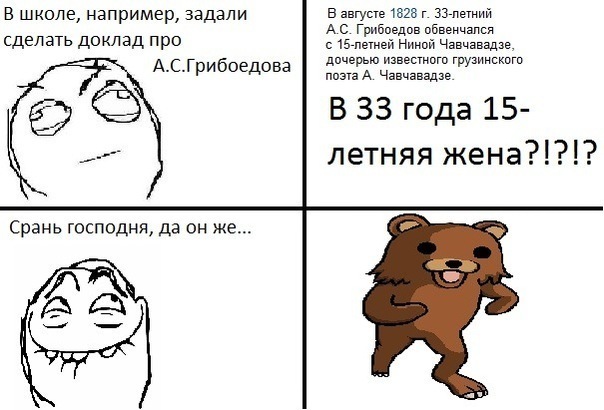 В школе, например, задали
сделать доклад про
А.С.Грибоедова
В августе 1828 г. 33-летний
А.С. Грибоедов обвенчался
с 15-летней Ниной Чавчавадзе,
дочерью известного грузинского
поэта А. Чавчавадзе.
В 33 года 15-
летняя жена?!?!?
Срань господня, да он же...